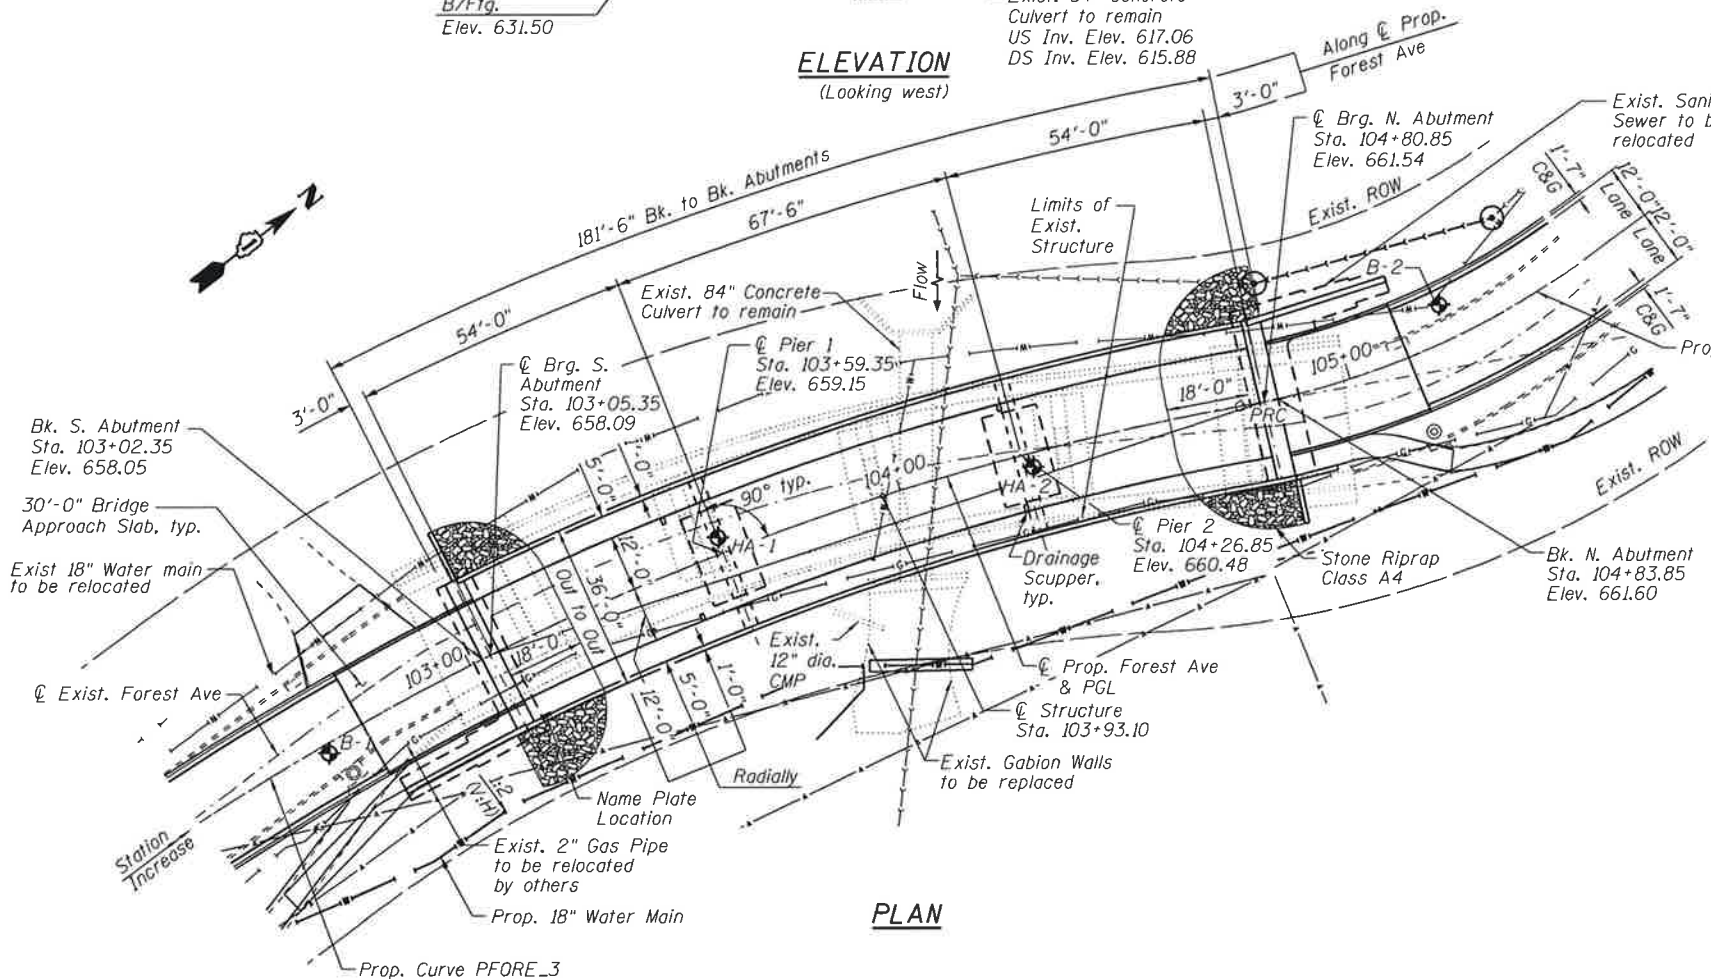 B/Ftg.
Elev. 631.50
Culvert to remain
US Inv. Elev. 617.06
DS Inv. Elev. 615.88
ELEVATION
(Looking west)
Along ℄ Prop.
Forest Ave
3'-0"
54'-0"
67'-6"
181'-6" Bk. to Bk. Abutments
54'-0"
3'-0"
N
℄ Brg. N. Abutment
Sta. 104+80.85
Elev. 661.54
Exist.
Sewer to
relocated
1'-7"
C&G
12'-0"
Lane
12'-0"
Lane
1'-7"
C&G
Exist. ROW
Limits of
Exist.
Structure
Flow
B-2
Exist. 84" Concrete
Culvert to remain
℄ Pier 1
Sta. 103+59.35
Elev. 659.15
℄ Brg. S.
Abutment
Sta. 103+05.35
Elev. 658.09
Bk. S. Abutment
Sta. 103+02.35
Elev. 658.05
30'-0" Bridge
Approach Slab, typ.
Exist 18" Water main
to be relocated
℄ Exist. Forest Ave
105+00
18'-0"
PRC
104+00
90° typ.
HA-2
HA-1
1'-0"
5'-0"
12'-0"
36'-0"
Out to Out
18'-0"
103+00
12'-0"
5'-0"
1'-0"
Exist. ROW
℄ Pier 2
Sta. 104+26.85
Elev. 660.48
Drainage
Scupper,
typ.
Stone Riprap
Class A4
Bk. N. Abutment
Sta. 104+83.85
Elev. 661.60
Exist.
12" dia.
CMP
℄ Prop. Forest Ave
& PGL
℄ Structure
Sta. 103+93.10
Exist. Gabion Walls
to be replaced
Radially
Name Plate
Location
1:2
(V:H)
Exist. 2" Gas Pipe
to be relocated
by others
Prop. 18" Water Main
Station
Increase
Prop. Curve PFORE_3
PLAN